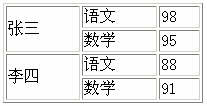 张三 语文 98
数学 95
李四 语文 88
数学 91